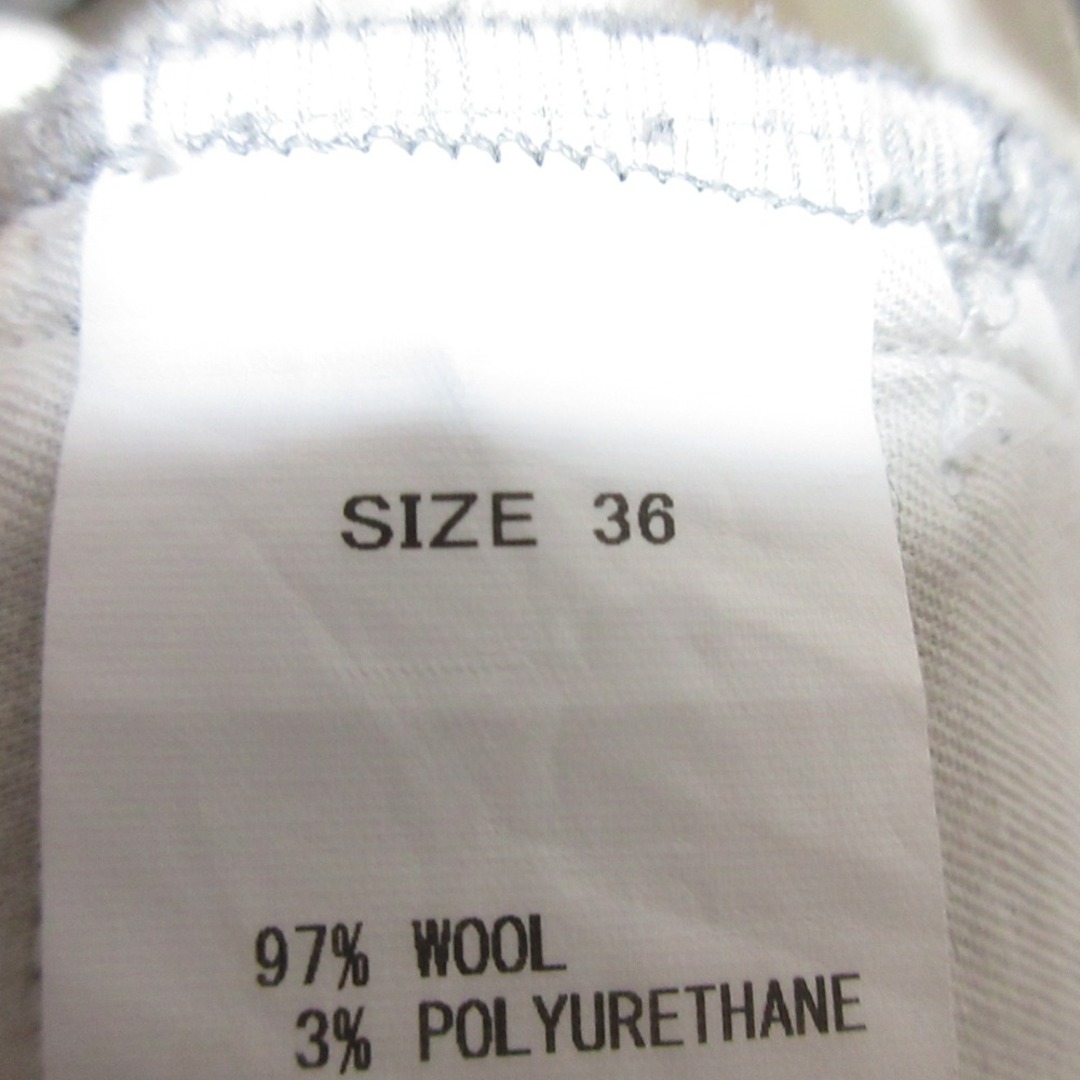 SIZE 36
97% WOOL
3% POLYURETHANE